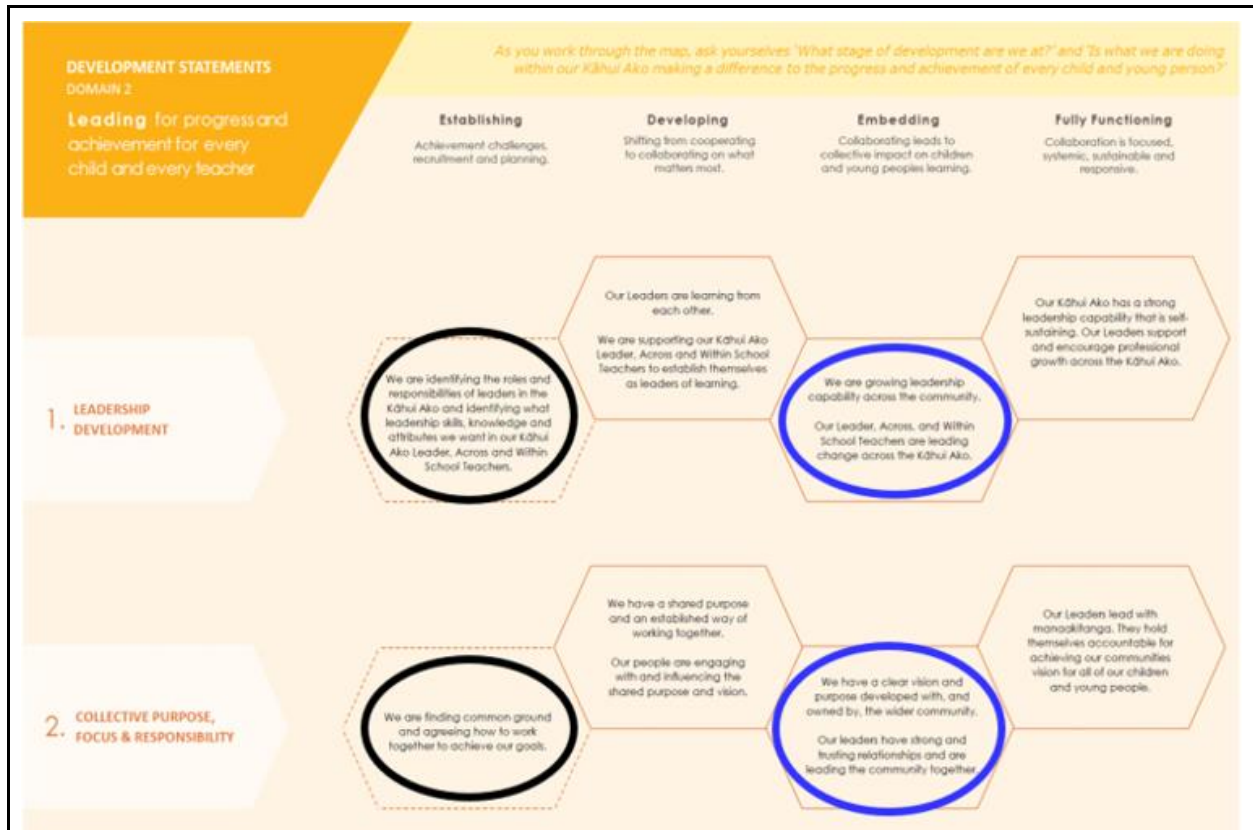 DEVELOPMENT STATEMENTS
DOMAIN 2
Leading for progress and
achievement for every
child and every teacher
As you work through the map, ask yourselves 'What stage of development are we at?' and 'Is what we are doing
within our Kāhui Ako making a difference to the progress and achievement of every child and young person?'
Establishing
Achievement challenges,
recruitment and planning.
Developing
Shifting from cooperating
to collaborating on what
matters most.
Embedding
Collaborating leads to
collective impact on children
and young peoples learning.
Fully Functioning
Collaboration is focused,
systemic, sustainable and
responsive.
1. LEADERSHIP
DEVELOPMENT
We are identifying the roles and
responsibilities of leaders in the
Kāhui Ako and identifying what
leadership skills, knowledge and
attributes we want in our Kāhui
Ako Leader, Across and Within
School Teachers.
Our Leaders are learning from
each other.
We are supporting our Kāhui Ako
Leader, Across and Within School
Teachers to establish themselves
as leaders of learning.
We are growing leadership
capability across the community.
Our Leader, Across, and Within
School Teachers are leading
change across the Kāhui Ako.
Our Kāhui Ako has a strong
leadership capability that is self-
sustaining. Our Leaders support
and encourage professional
growth across the Kāhui Ako.
2. COLLECTIVE PURPOSE,
FOCUS & RESPONSIBILITY
We are finding common ground
and agreeing how to work
together to achieve our goals.
We have a shared purpose
and an established way of
working together.
Our people are engaging
with and influencing the
shared purpose and vision.
We have a clear vision and
purpose developed with, and
owned by, the wider community.
Our leaders have strong and
trusting relationships and are
leading the community together.
Our Leaders lead with
manaakitanga. They hold
themselves accountable for
achieving our communities
vision for all of our children
and young people.